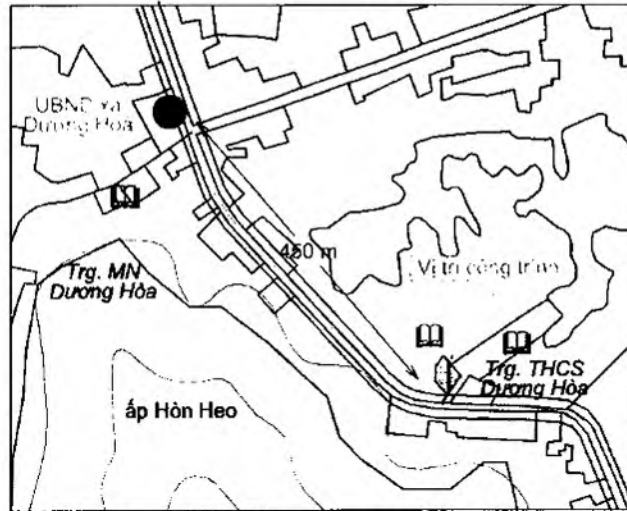 UBND xã
Dương Hòa
450 m
Vị trí công trình
Trg. MN
Dương Hòa
Trg. THCS
Dương Hòa
ấp Hòn Heo